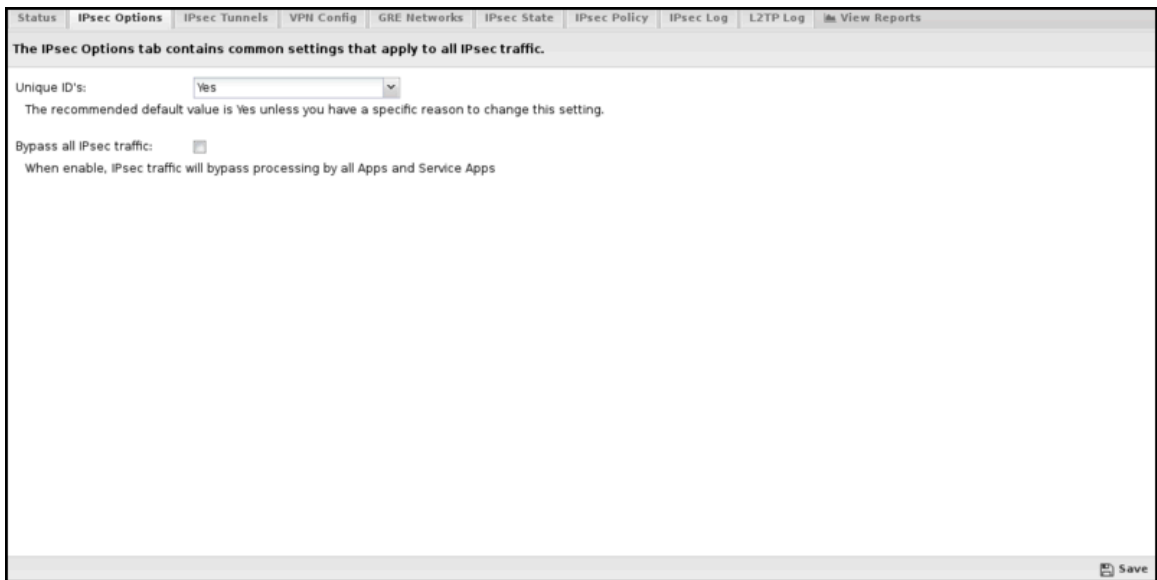 Status IPsec Options IPsec Tunnels VPN Config GRE Networks IPsec State IPsec Policy IPsec Log L2TP Log View Reports
The IPsec Options tab contains common settings that apply to all IPsec traffic.
Unique ID's: Yes
The recommended default value is Yes unless you have a specific reason to change this setting.
Bypass all IPsec traffic:
When enable, IPsec traffic will bypass processing by all Apps and Service Apps
Save